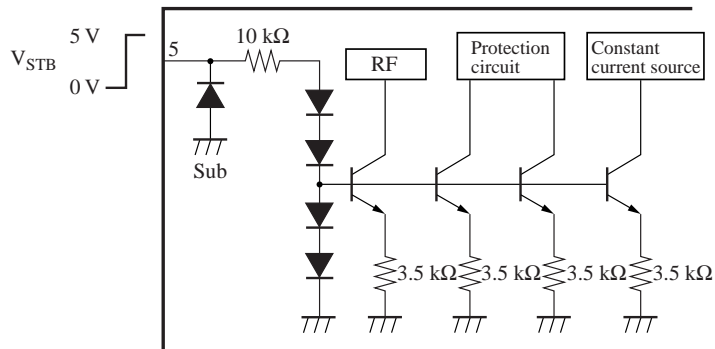 5 V
V_STB
0 V
5
10 kΩ
Sub
RF
Protection
circuit
Constant
current source
3.5 kΩ
3.5 kΩ
3.5 kΩ
3.5 kΩ